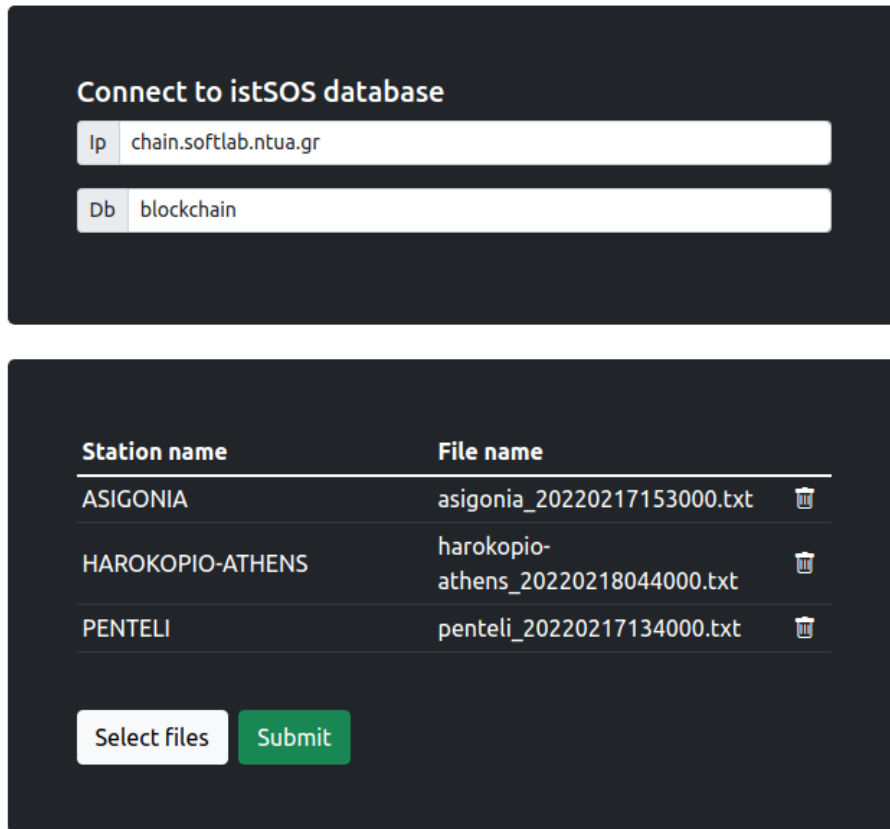 Connect to istSOS database
Ip chain.softlab.ntua.gr
Db blockchain
Station name File name
ASIGONIA asigonia_20220217153000.txt
HAROKOPIO-ATHENS harokopio-
athens_20220218044000.txt
PENTELI penteli_20220217134000.txt
Select files Submit